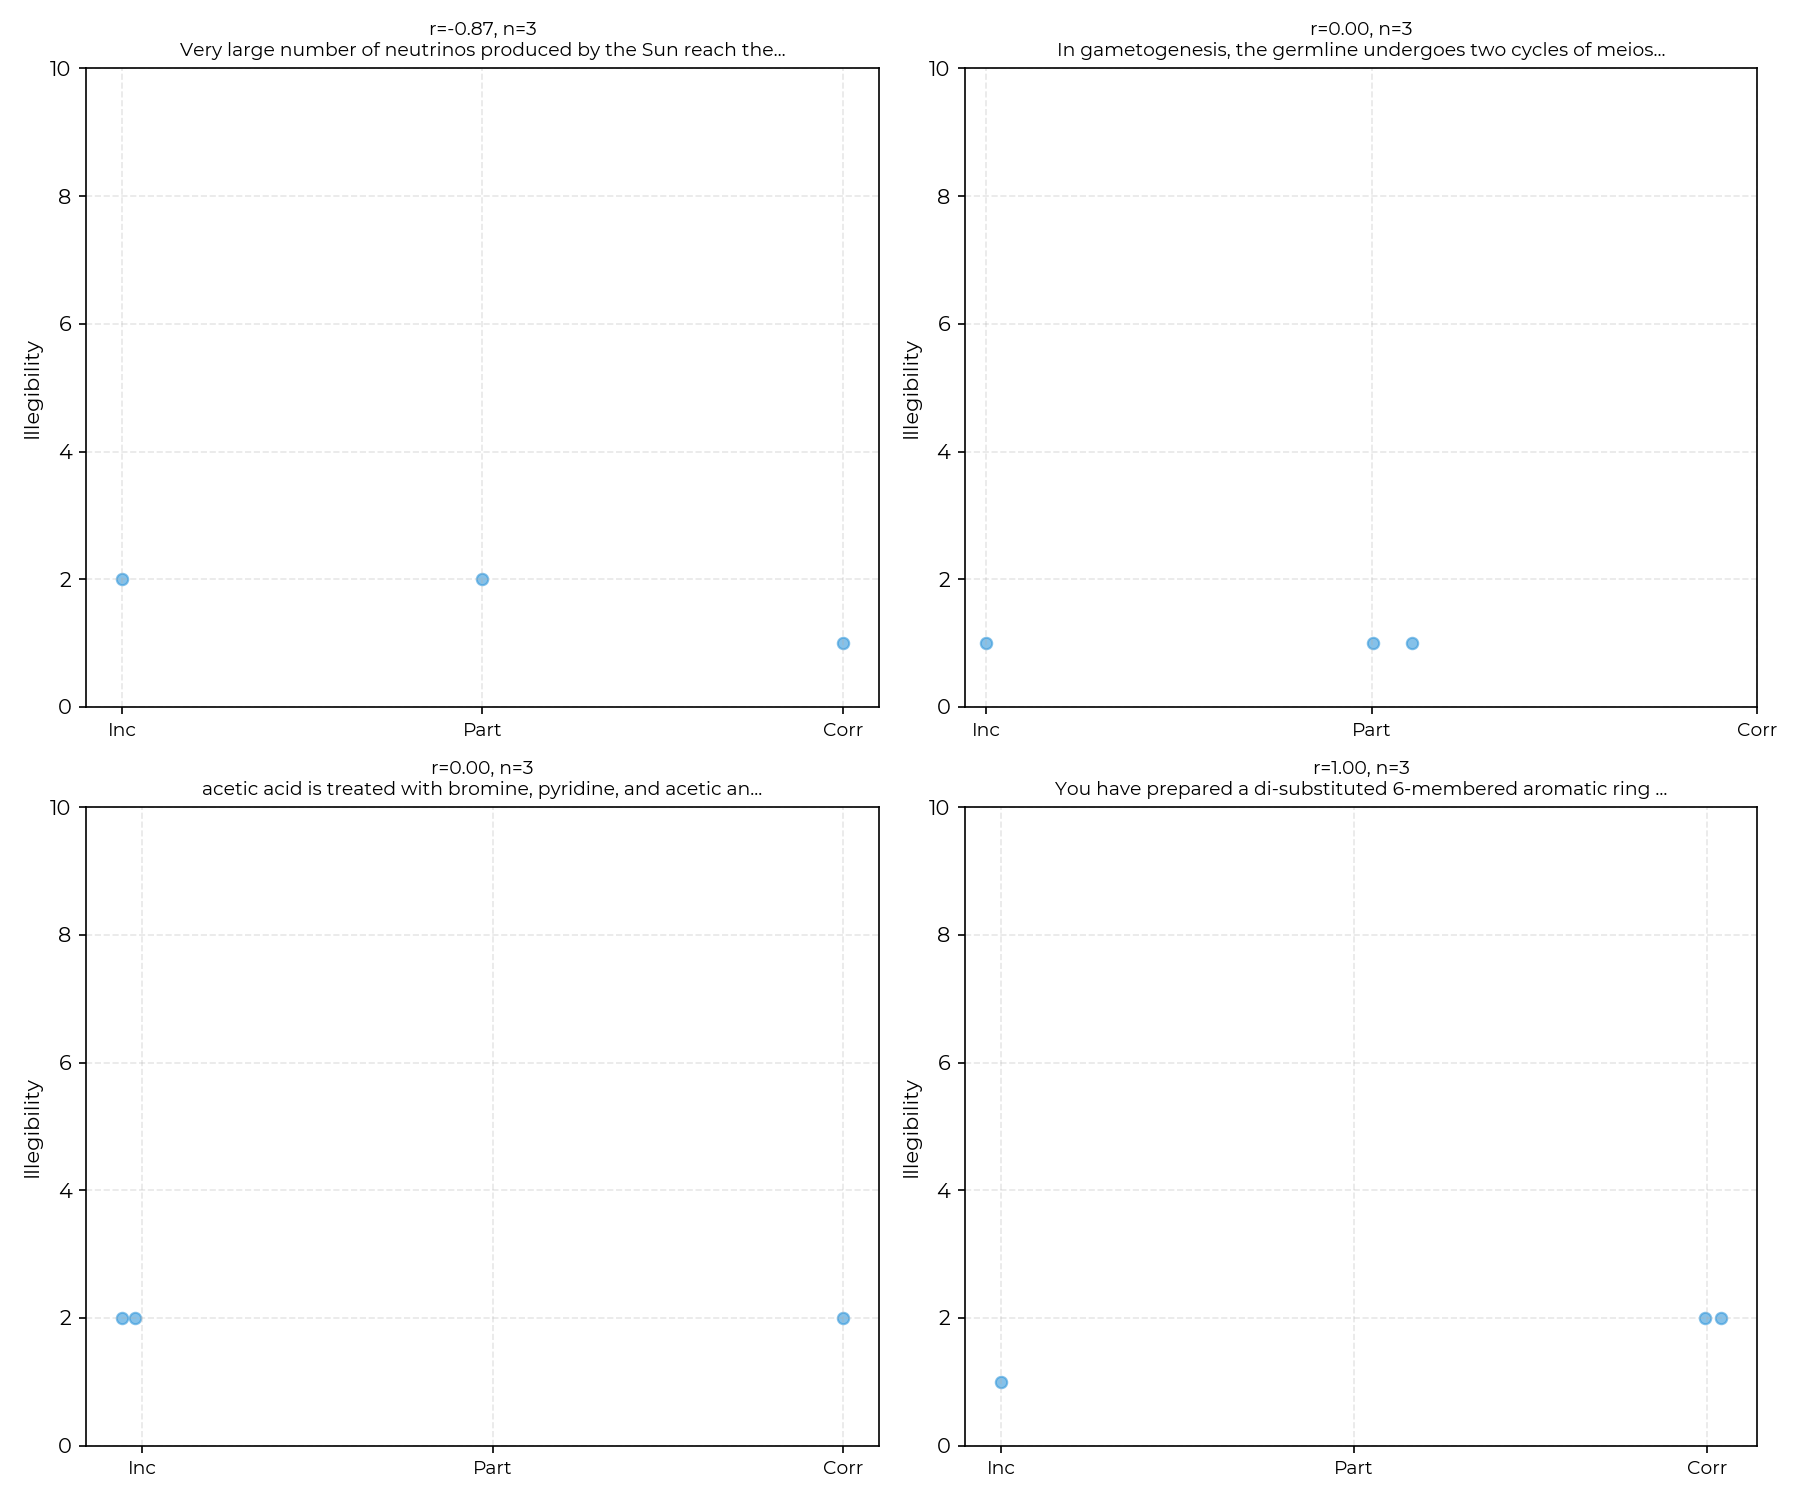 r=-0.87, n=3
Very large number of neutrinos produced by the Sun reach the...
10
8
6
4
2
0
Illegibility
Inc
Part
Corr
r=0.00, n=3
In gametogenesis, the germline undergoes two cycles of meios...
10
8
6
4
2
0
Illegibility
Inc
Part
Corr
r=0.00, n=3
acetic acid is treated with bromine, pyridine, and acetic an...
10
8
6
4
2
0
Illegibility
Inc
Part
Corr
r=1.00, n=3
You have prepared a di-substituted 6-membered aromatic ring ...
10
8
6
4
2
0
Illegibility
Inc
Part
Corr